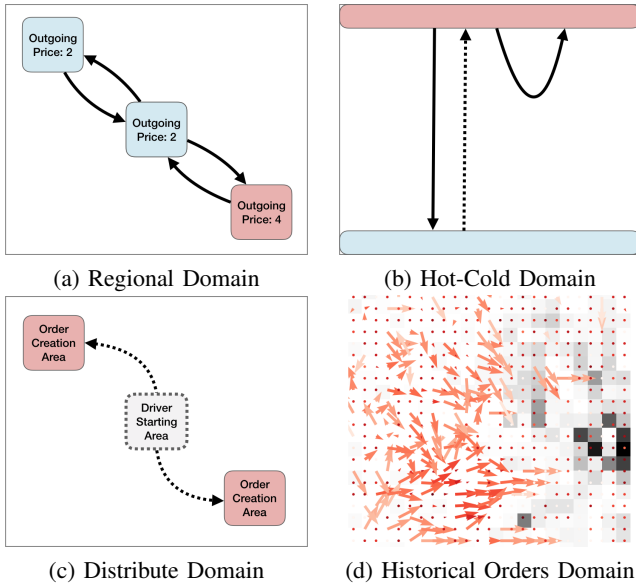 Outgoing
Price: 2
Outgoing
Price: 2
Outgoing
Price: 4
(a) Regional Domain
(b) Hot-Cold Domain
Order
Creation
Area
Driver
Starting
Area
Order
Creation
Area
(c) Distribute Domain
(d) Historical Orders Domain